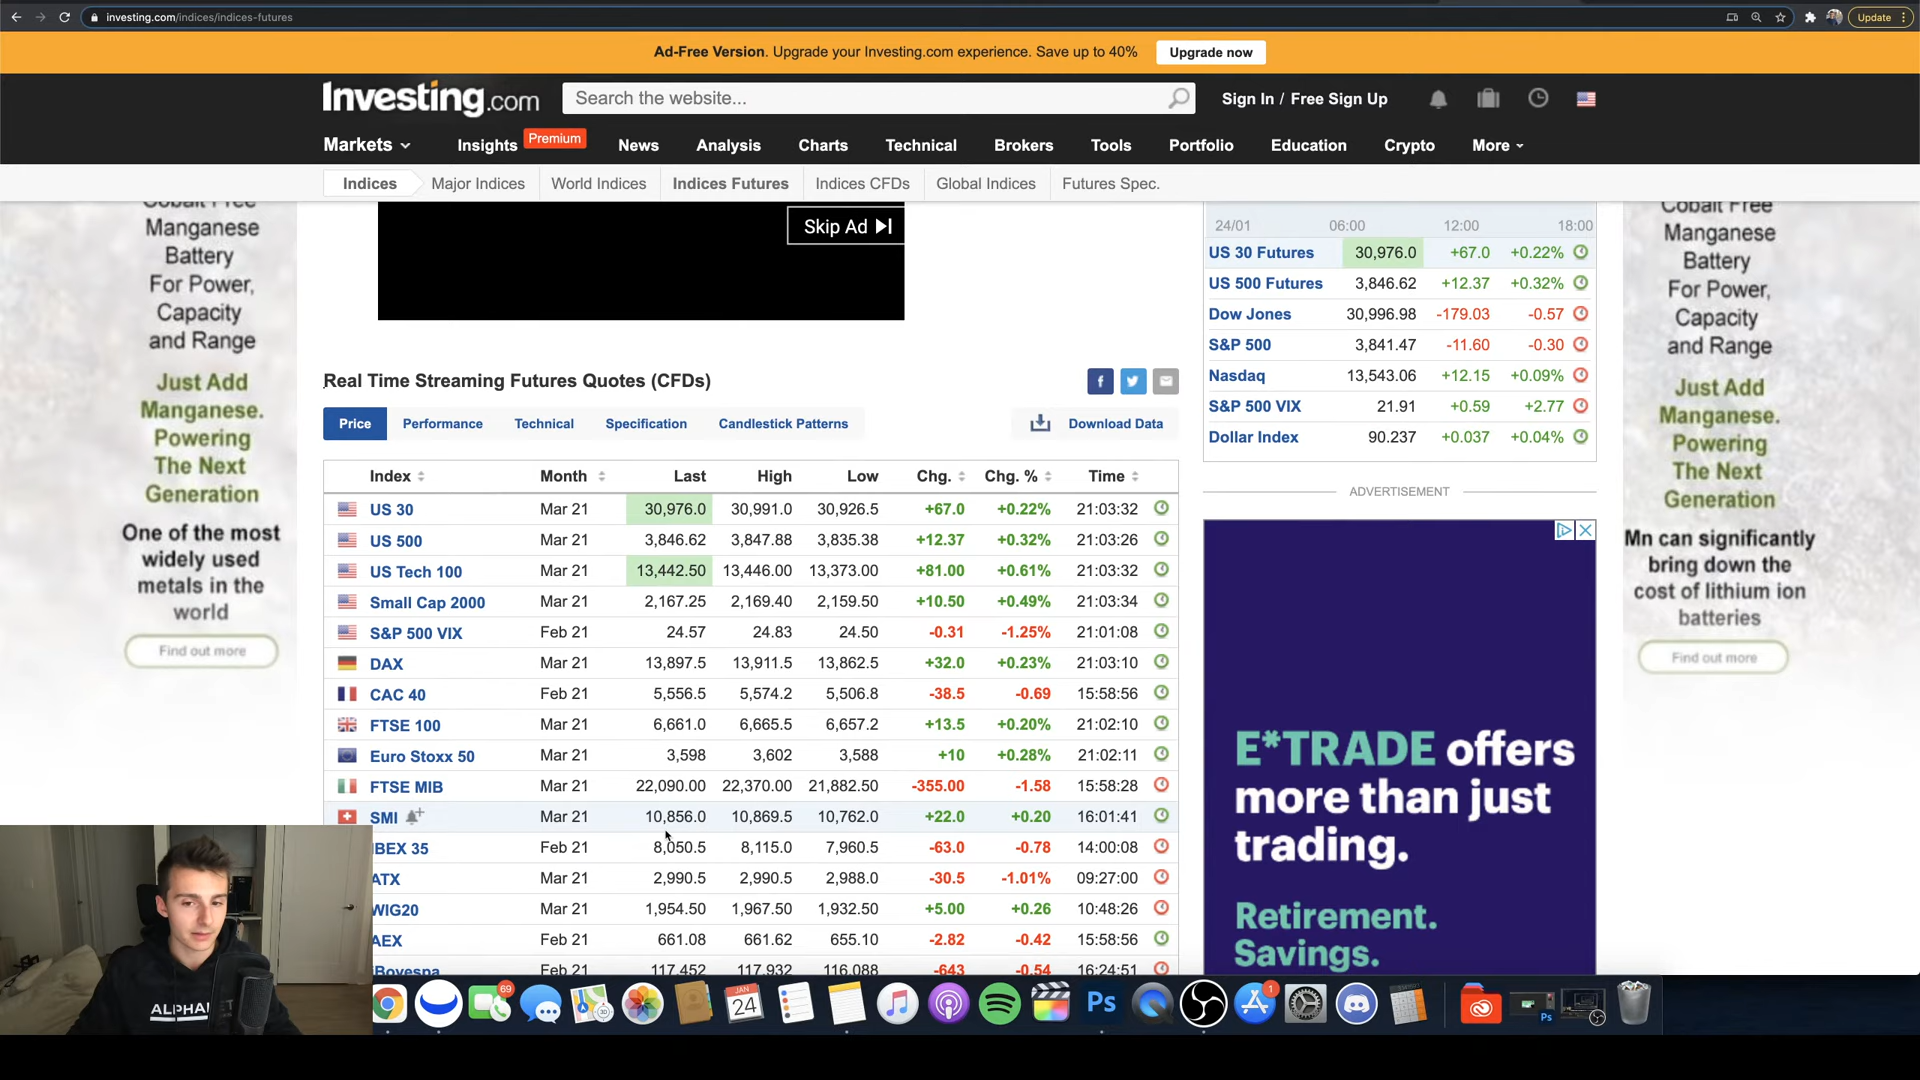 investing.com/indices/indices-futures
Update
Ad-Free Version. Upgrade your Investing.com experience. Save up to 40%
Upgrade now
Investing.com
Search the website...
Sign In / Free Sign Up
Markets
Insights
Premium
News
Analysis
Charts
Technical
Brokers
Tools
Portfolio
Education
Crypto
More
Indices
Major Indices
World Indices
Indices Futures
Indices CFDs
Global Indices
Futures Spec.
Cobalt Free
Manganese
Battery
For Power,
Capacity
and Range
Just Add
Manganese.
Powering
The Next
Generation
One of the most
widely used
metals in the
world
Find out more
Skip Ad
Real Time Streaming Futures Quotes (CFDs)
Price Performance Technical Specification Candlestick Patterns
Download Data
Index Month Last High Low Chg. Chg. % Time
US 30 Mar 21 30,976.0 30,991.0 30,926.5 +67.0 +0.22% 21:03:32
US 500 Mar 21 3,846.62 3,847.88 3,835.38 +12.37 +0.32% 21:03:26
US Tech 100 Mar 21 13,442.50 13,446.00 13,373.00 +81.00 +0.61% 21:03:32
Small Cap 2000 Mar 21 2,167.25 2,169.40 2,159.50 +10.50 +0.49% 21:03:34
S&P 500 VIX Feb 21 24.57 24.83 24.50 -0.31 -1.25% 21:01:08
DAX Mar 21 13,897.5 13,911.5 13,862.5 +32.0 +0.23% 21:03:10
CAC 40 Feb 21 5,556.5 5,574.2 5,506.8 -38.5 -0.69 15:58:56
FTSE 100 Mar 21 6,661.0 6,665.5 6,657.2 +13.5 +0.20% 21:02:10
Euro Stoxx 50 Mar 21 3,598 3,602 3,588 +10 +0.28% 21:02:11
FTSE MIB Mar 21 22,090.00 22,370.00 21,882.50 -355.00 -1.58 15:58:28
SMI Mar 21 10,856.0 10,869.5 10,762.0 +22.0 +0.20 16:01:41
IBEX 35 Feb 21 8,050.5 8,115.0 7,960.5 -63.0 -0.78 14:00:08
ATX Mar 21 2,990.5 2,990.5 2,988.0 -30.5 -1.01% 09:27:00
WIG20 Mar 21 1,954.50 1,967.50 1,932.50 +5.00 +0.26 10:48:26
AEX Feb 21 661.08 661.62 655.10 -2.82 -0.42 15:58:56
iBovespa Feb 21 117,452 117,932 116,088 -643 -0.54 16:24:51
24/01 06:00 12:00 18:00
US 30 Futures 30,976.0 +67.0 +0.22%
US 500 Futures 3,846.62 +12.37 +0.32%
Dow Jones 30,996.98 -179.03 -0.57
S&P 500 3,841.47 -11.60 -0.30
Nasdaq 13,543.06 +12.15 +0.09%
S&P 500 VIX 21.91 +0.59 +2.77
Dollar Index 90.237 +0.037 +0.04%
ADVERTISEMENT
E*TRADE offers
more than just
trading.
Retirement.
Savings.
Cobalt Free
Manganese
Battery
For Power,
Capacity
and Range
Just Add
Manganese.
Powering
The Next
Generation
Mn can significantly
bring down the
cost of lithium ion
batteries
Find out more
69
JAN
24
Ps
1
Ps